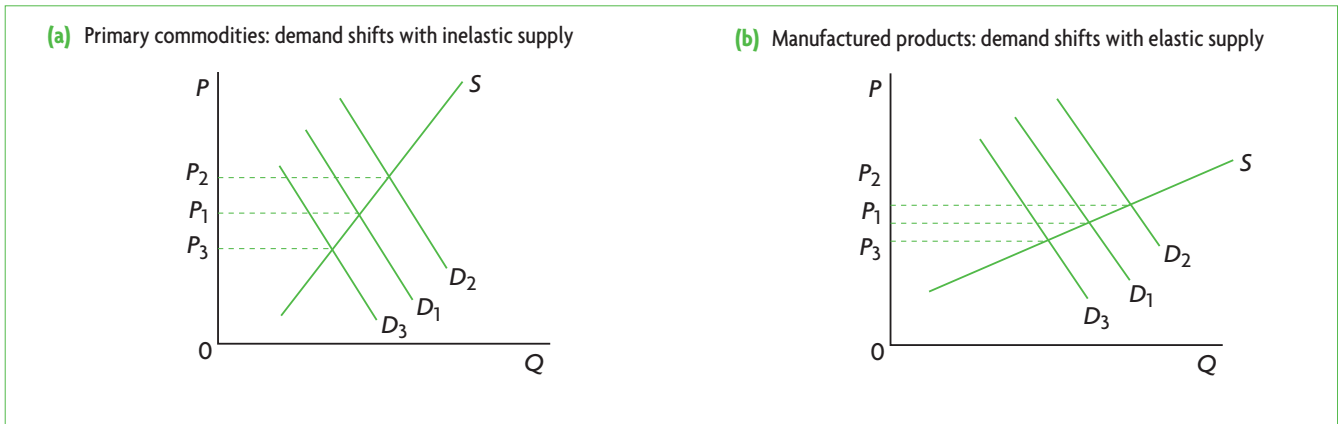 (a) Primary commodities: demand shifts with inelastic supply
P
S
P2
P1
P3
D2
D1
D3
0
Q
(b) Manufactured products: demand shifts with elastic supply
P
S
P2
P1
P3
D2
D1
D3
0
Q